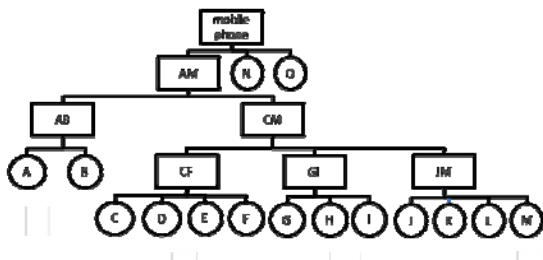 mobile
phone
AM N O
AB CM
A B CF GI JM
C D E F G H I J K L M